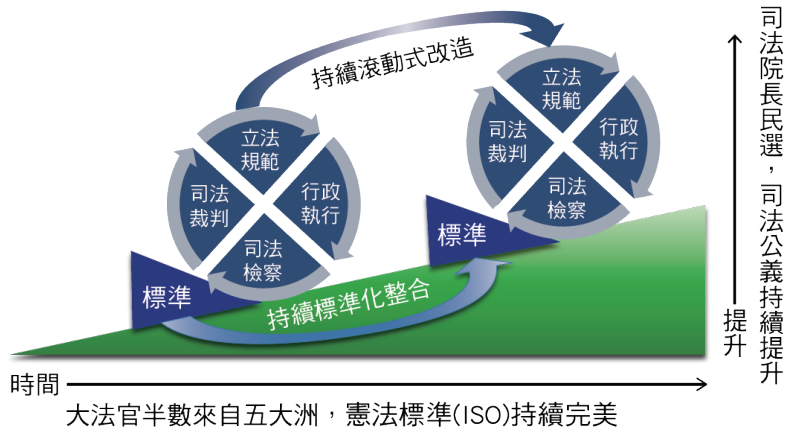 持續滾動式改造
立法
規範
司法
裁判
行政
執行
司法
檢察
標準
立法
規範
司法
裁判
行政
執行
司法
檢察
標準
持續標準化整合
提升
司法院長民選，司法公義持續提升
時間
大法官半數來自五大洲，憲法標準(ISO)持續完美